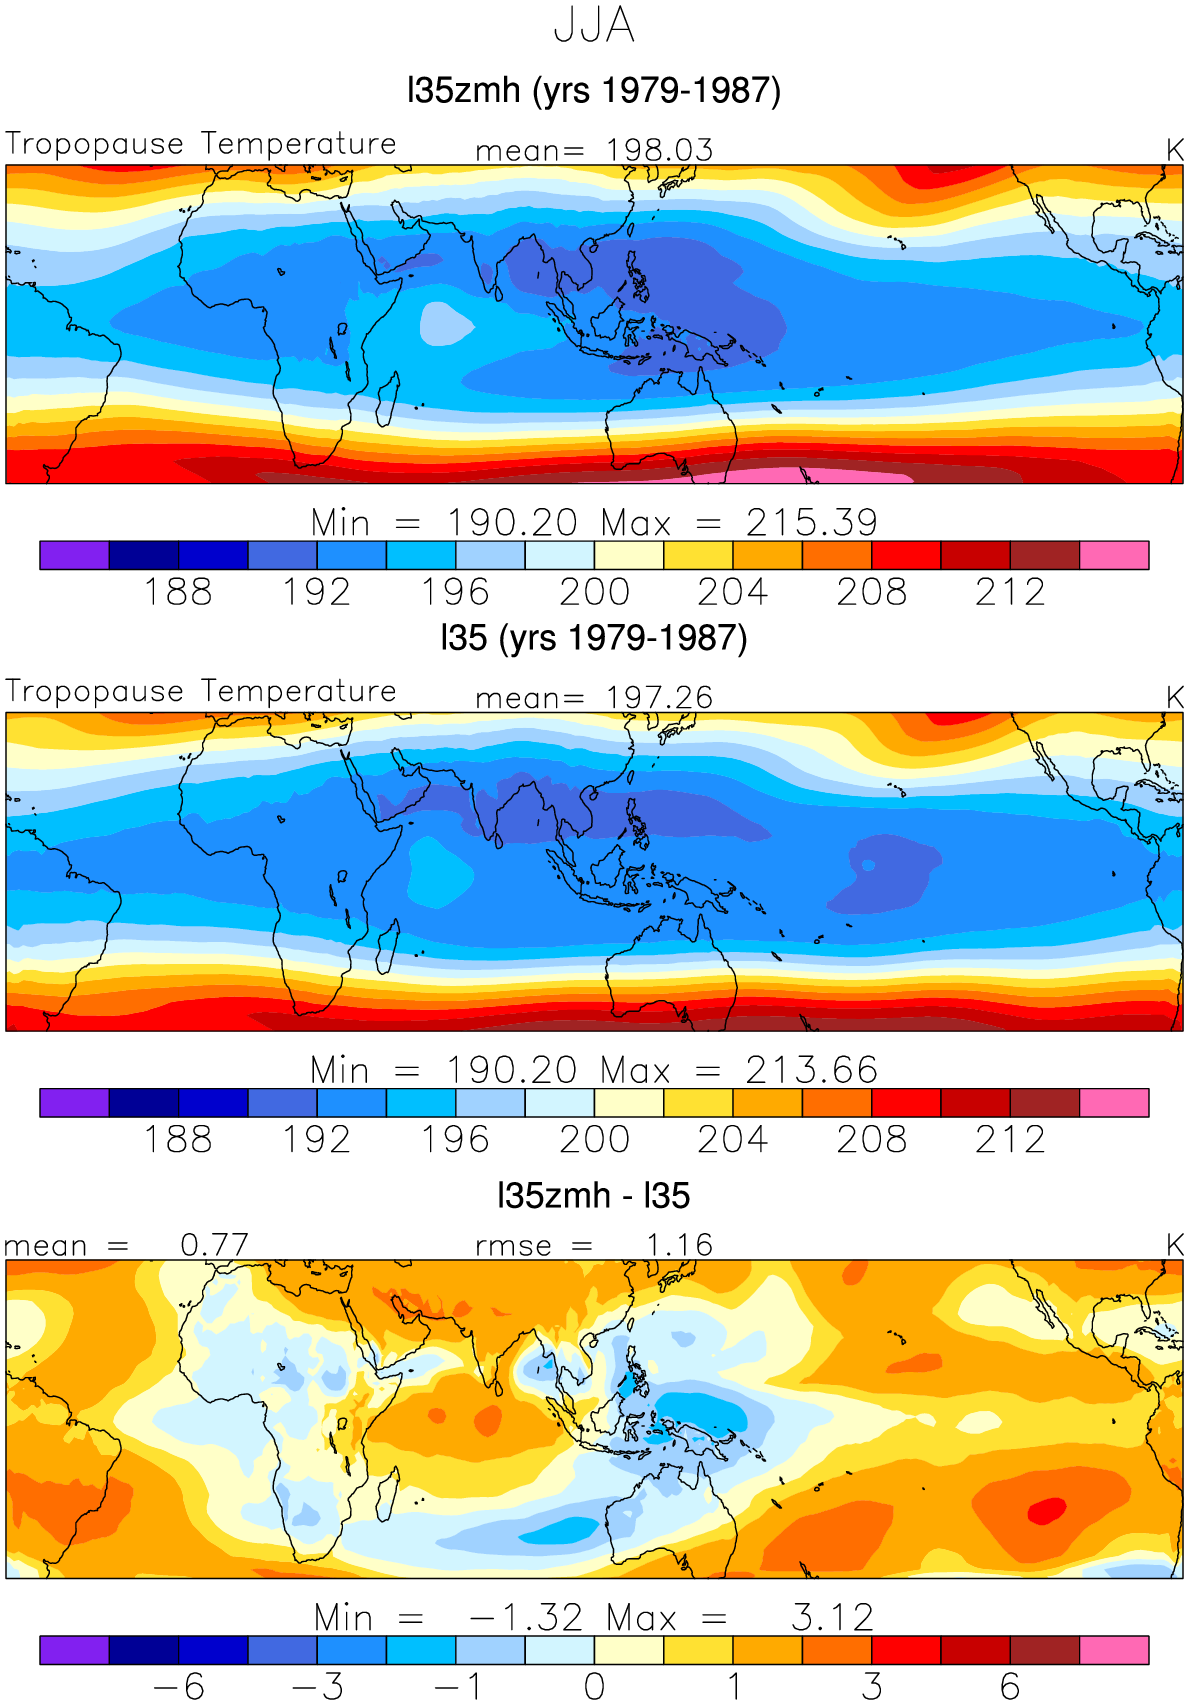 JJA
l35zmh (yrs 1979-1987)
Tropopause Temperature mean= 198.03 K
Min = 190.20 Max = 215.39
188 192 196 200 204 208 212
l35 (yrs 1979-1987)
Tropopause Temperature mean= 197.26 K
Min = 190.20 Max = 213.66
188 192 196 200 204 208 212
l35zmh - l35
mean = 0.77 rmse = 1.16 K
Min = -1.32 Max = 3.12
-6 -3 -1 0 1 3 6